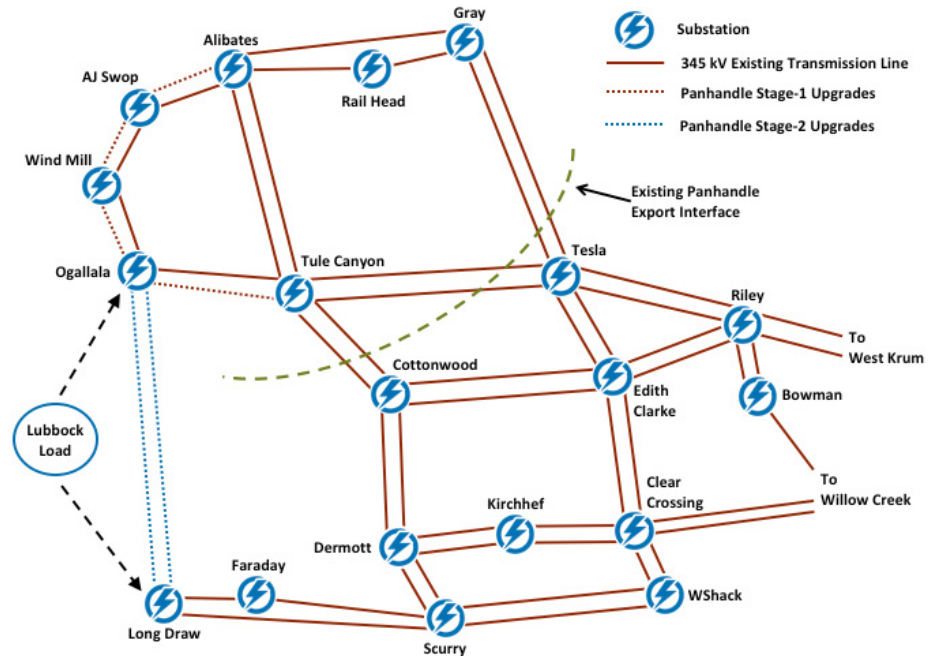 Gray
Alibates
Substation
AJ Swop
345 kV Existing Transmission Line
Rail Head
Panhandle Stage-1 Upgrades
Panhandle Stage-2 Upgrades
Wind Mill
Existing Panhandle
Export Interface
Tesla
Tule Canyon
Ogallala
Riley
To
West Krum
Cottonwood
Edith
Clarke
Bowman
Lubbock
Load
Clear
Crossing
To
Willow Creek
Kirchhef
Dermott
Faraday
WShack
Long Draw
Scurry